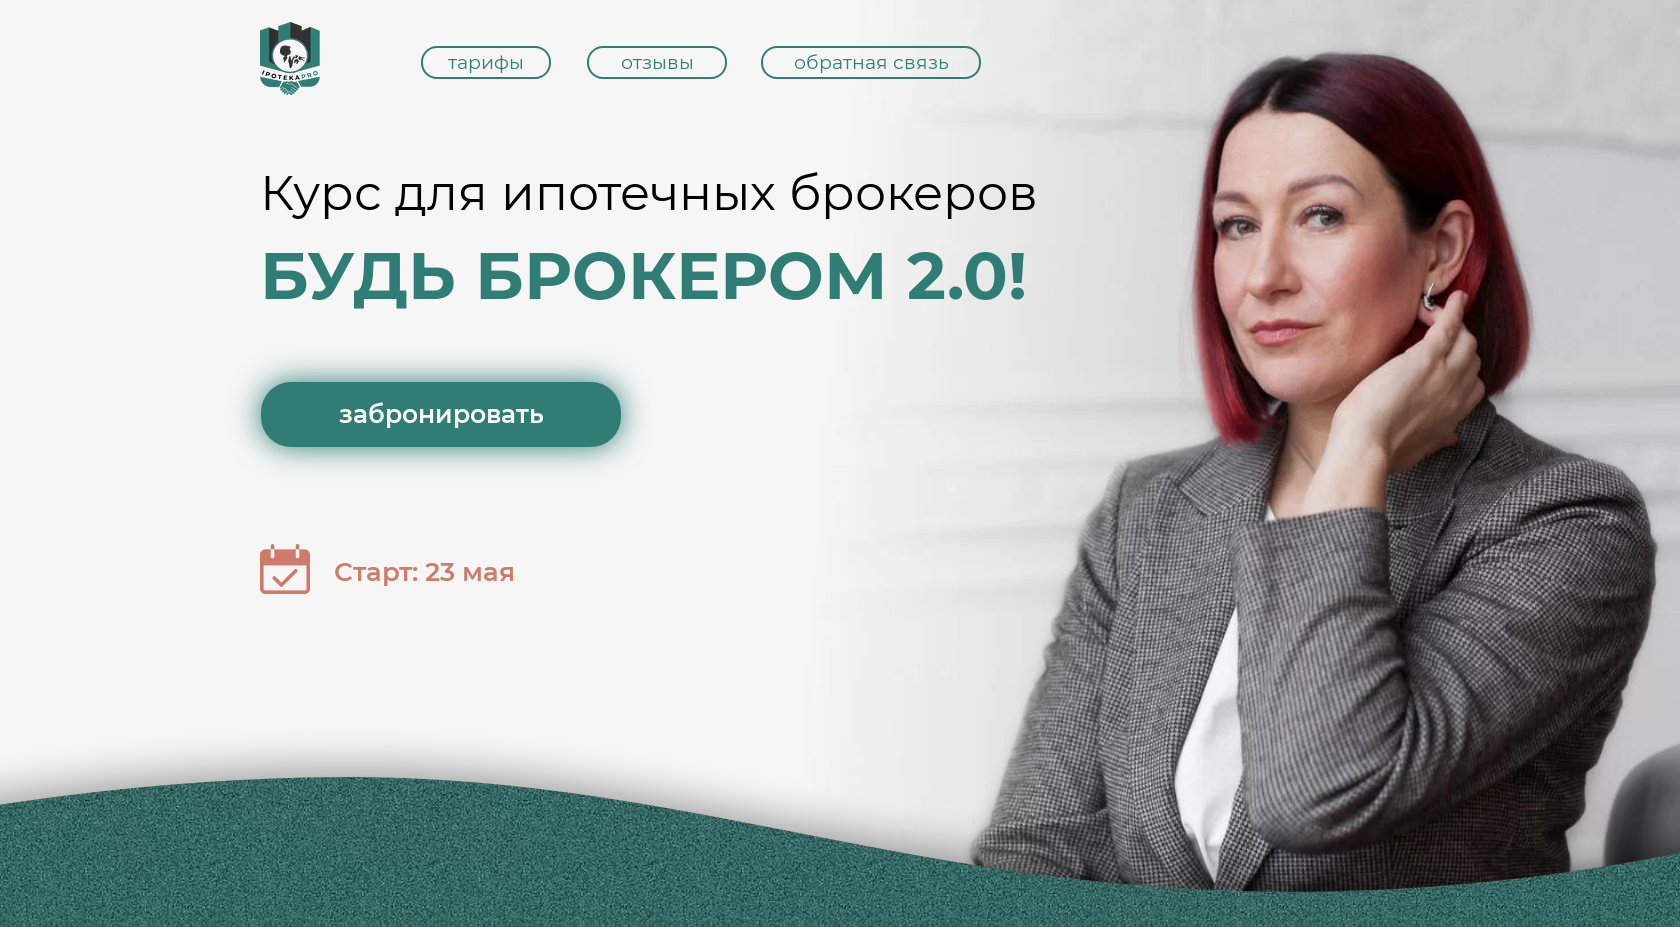 IPOTEKAPRO
тарифы
отзывы
обратная связь
Курс для ипотечных брокеров
БУДЬ БРОКЕРОМ 2.0!
забронировать
Старт: 23 мая